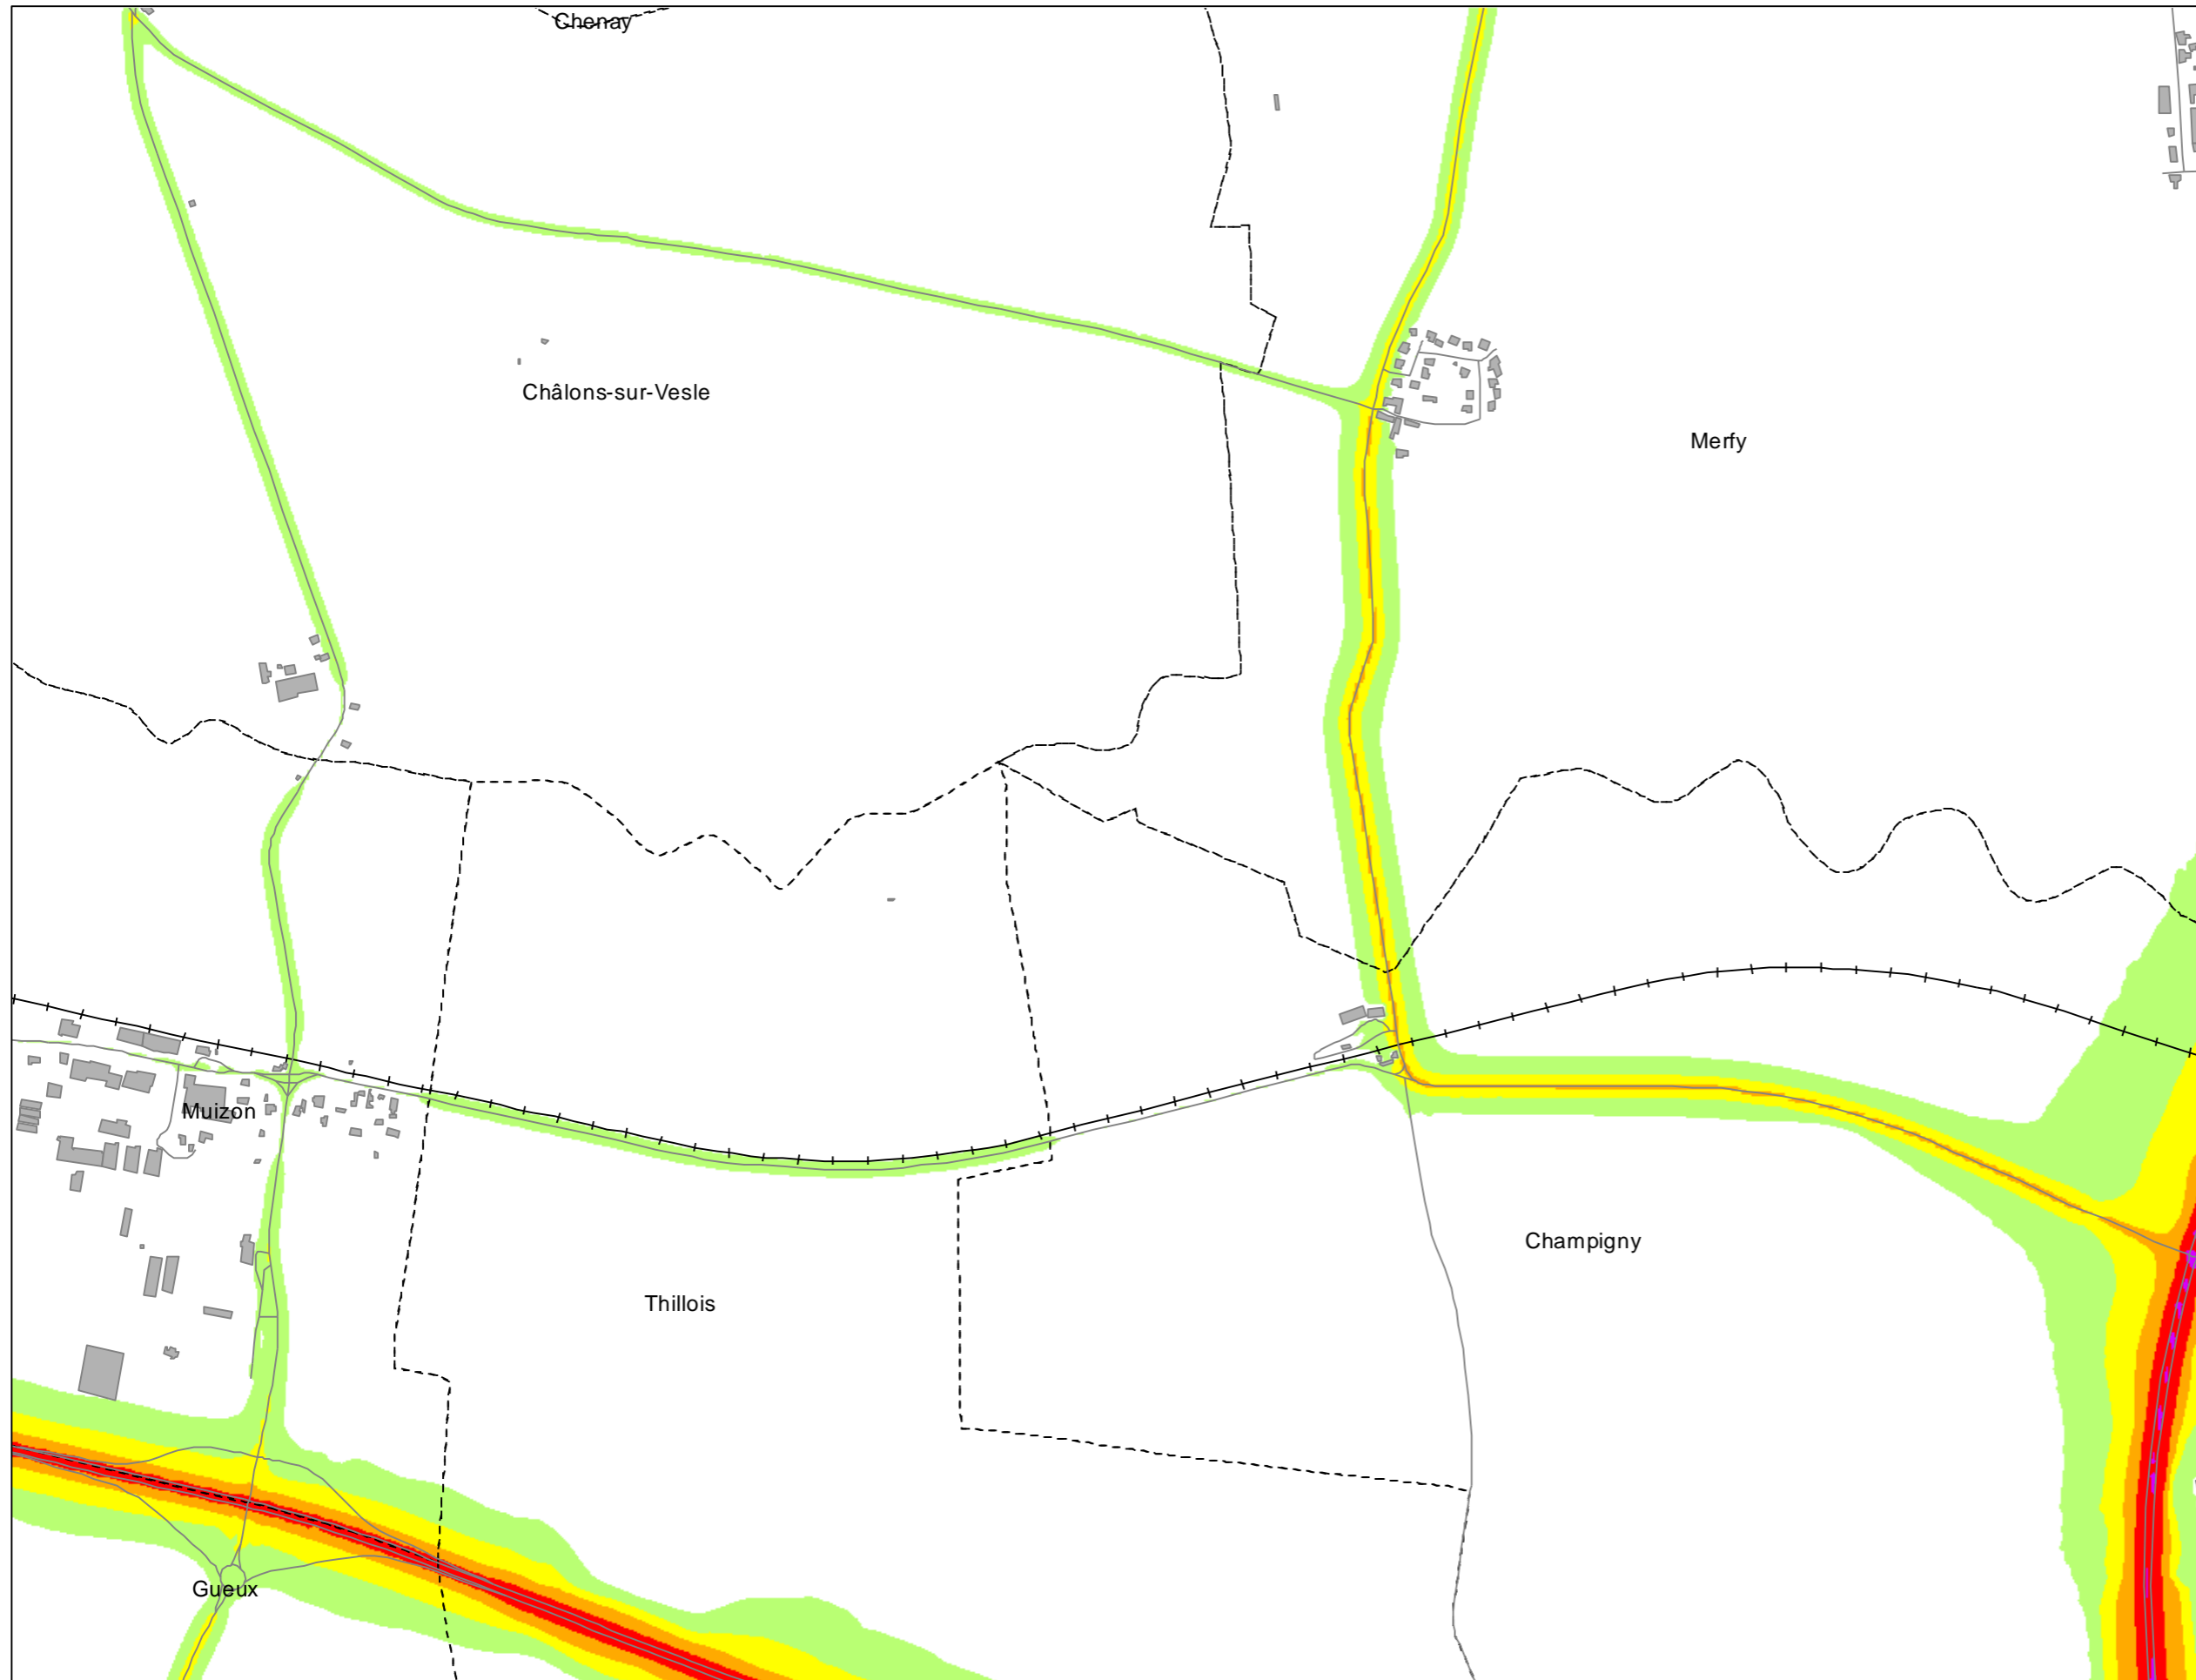 Chenay
Châlons-sur-Vesle
Merfy
Muizon
Champigny
Thillois
Gueux